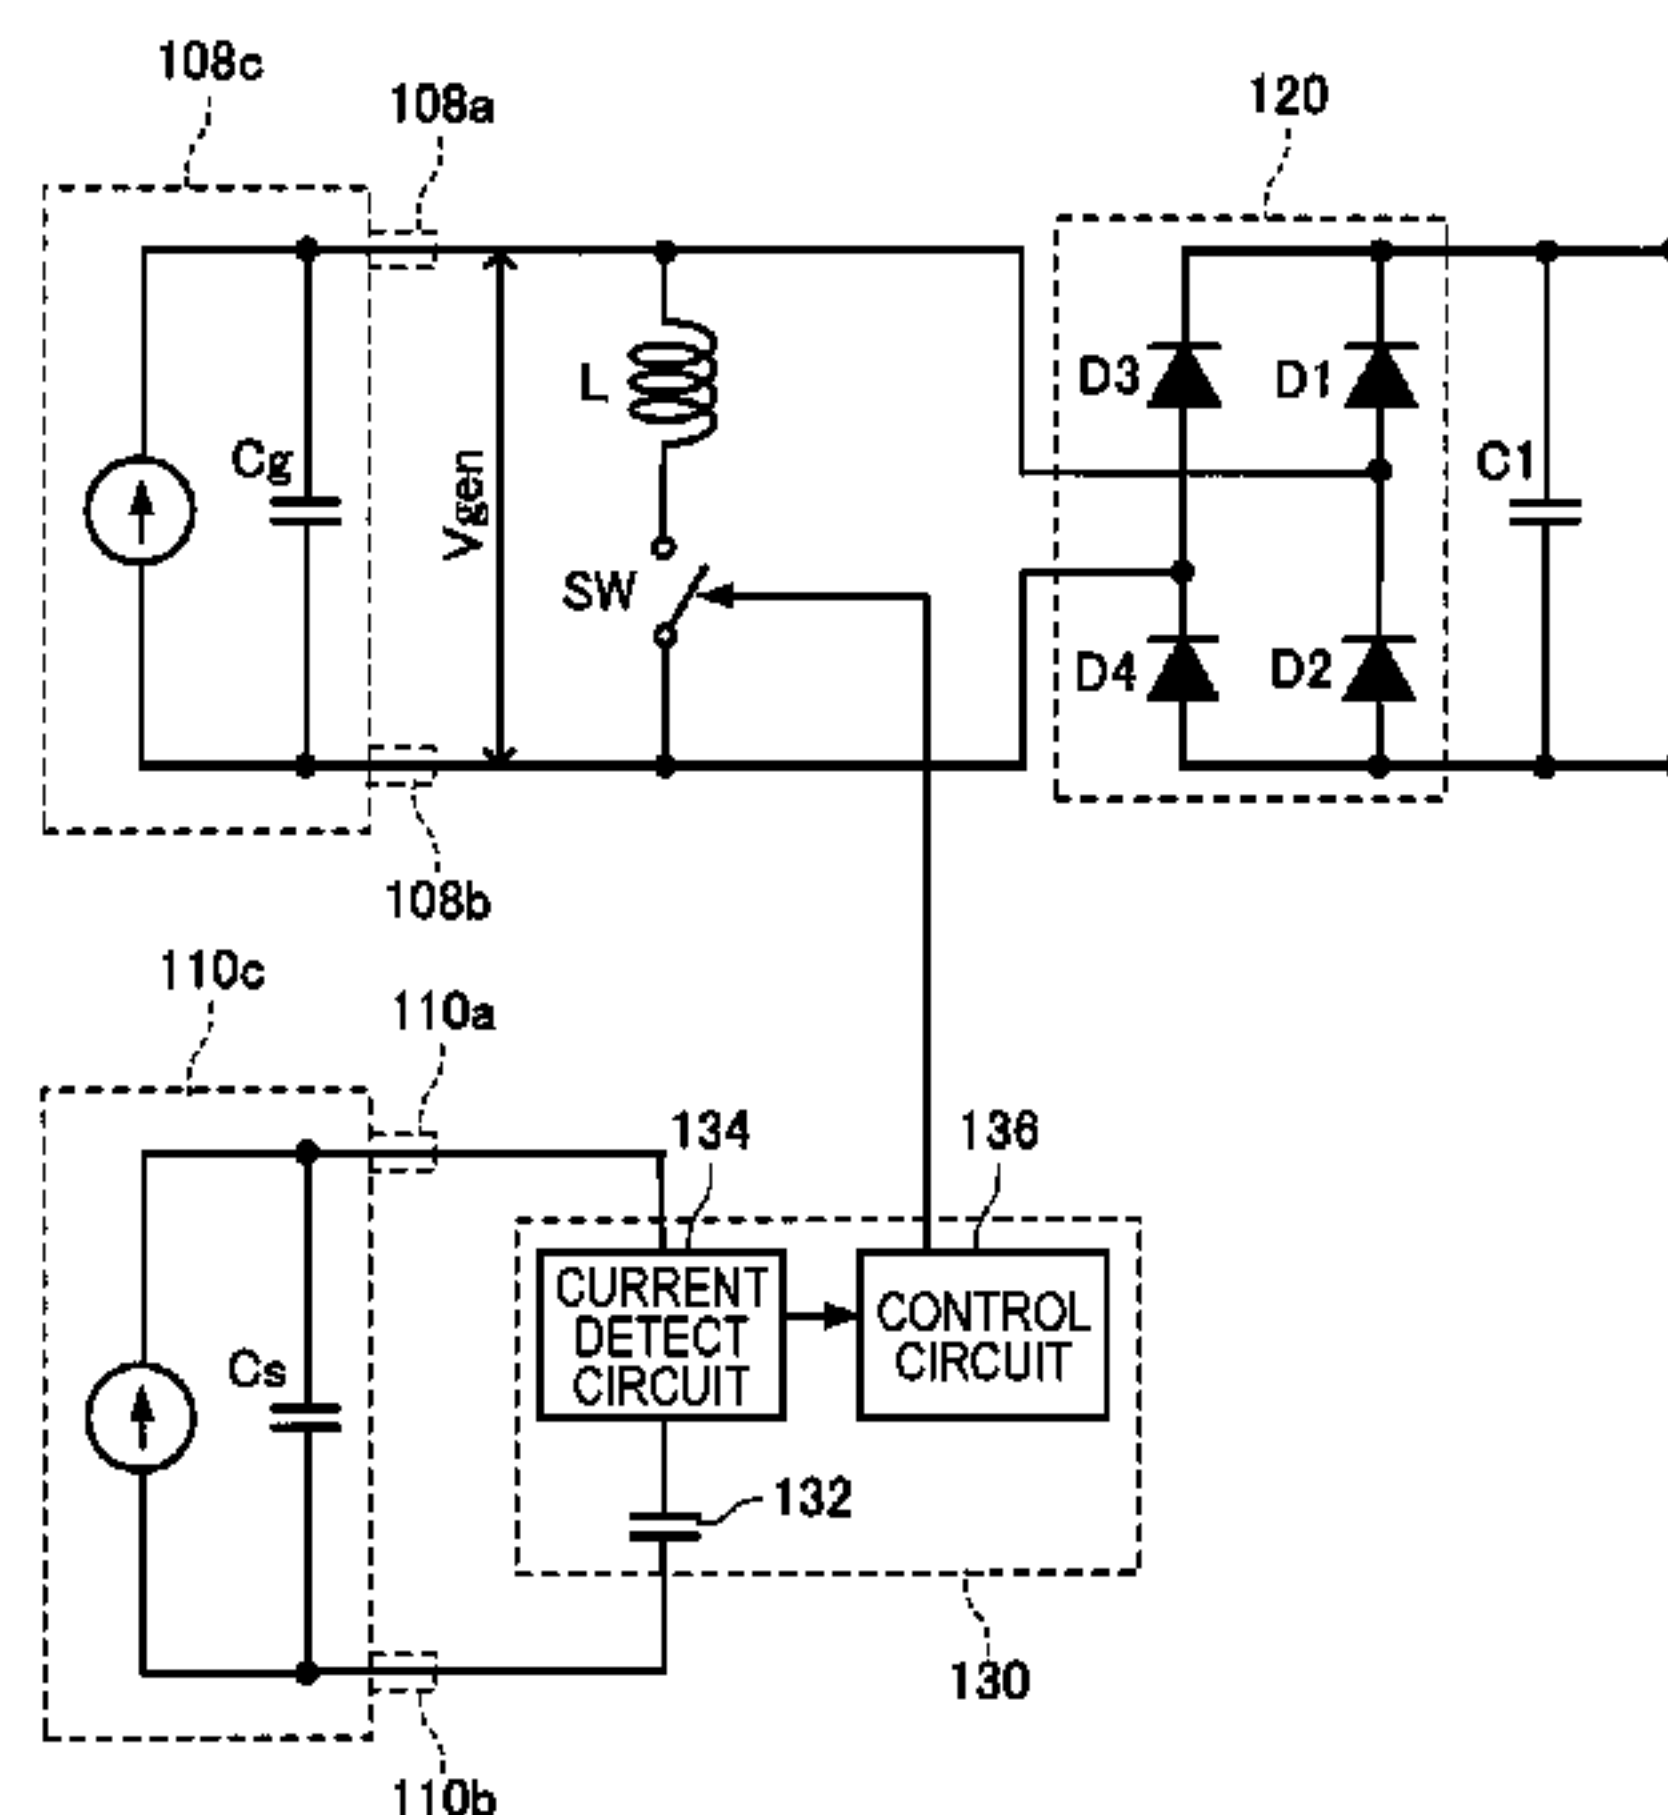 108c
108a
120
D3
D1
L
Cg
Vgen
C1
SW
D4
D2
108b
110c
110a
134
136
CURRENT
DETECT
CIRCUIT
CONTROL
CIRCUIT
Cs
132
130
110b